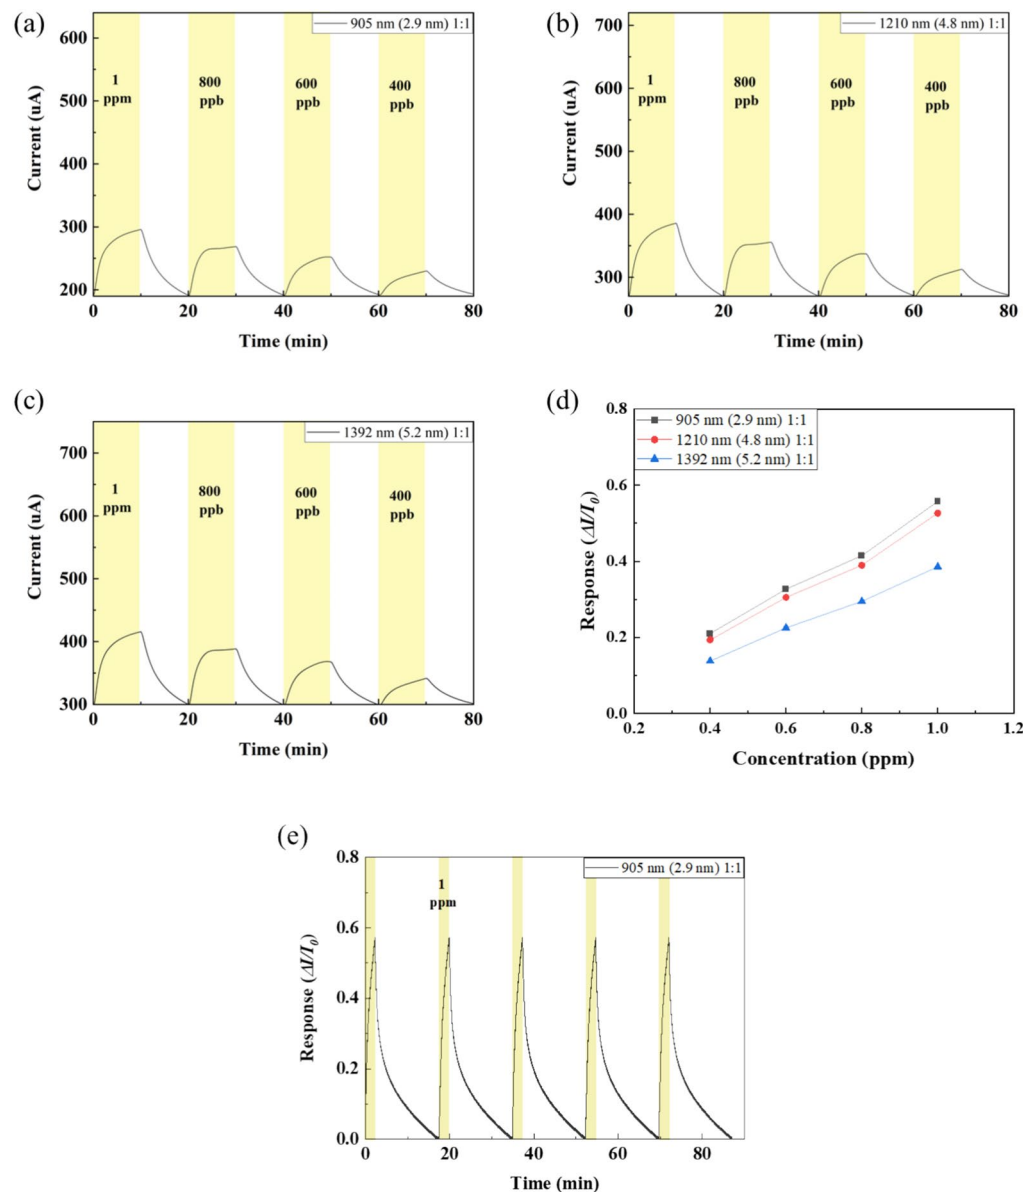 (a)
905 nm (2.9 nm) 1:1
600
500
400
300
200
Current (uA)
1
ppm
800
ppb
600
ppb
400
ppb
0 20 40 60 80
Time (min)
(b)
1210 nm (4.8 nm) 1:1
700
600
500
400
300
Current (uA)
1
ppm
800
ppb
600
ppb
400
ppb
0 20 40 60 80
Time (min)
(c)
1392 nm (5.2 nm) 1:1
700
600
500
400
300
Current (uA)
1
ppm
800
ppb
600
ppb
400
ppb
0 20 40 60 80
Time (min)
(d)
905 nm (2.9 nm) 1:1
1210 nm (4.8 nm) 1:1
1392 nm (5.2 nm) 1:1
0.8
0.6
0.4
0.2
0.0
Response (ΔI/I0)
0.2 0.4 0.6 0.8 1.0 1.2
Concentration (ppm)
(e)
905 nm (2.9 nm) 1:1
0.8
0.6
0.4
0.2
0.0
Response (ΔI/I0)
1
ppm
0 20 40 60 80
Time (min)